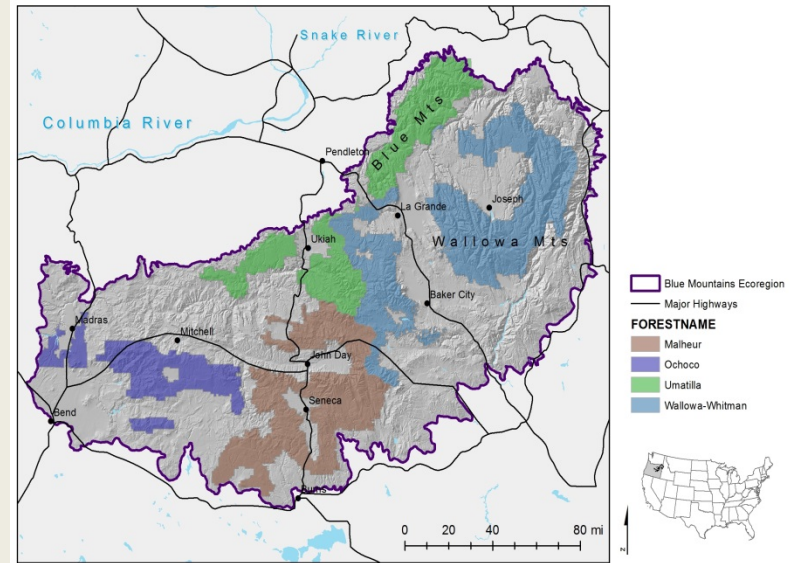 Snake River
Columbia River
Blue Mts
Pendleton
La Grande
Joseph
Ukiah
Wallowa Mts
Baker City
Madras
Mitchell
John Day
Seneca
Bend
Burns
0 20 40 80 mi
Blue Mountains Ecoregion
Major Highways
FORESTNAME
Malheur
Ochoco
Umatilla
Wallowa-Whitman
N